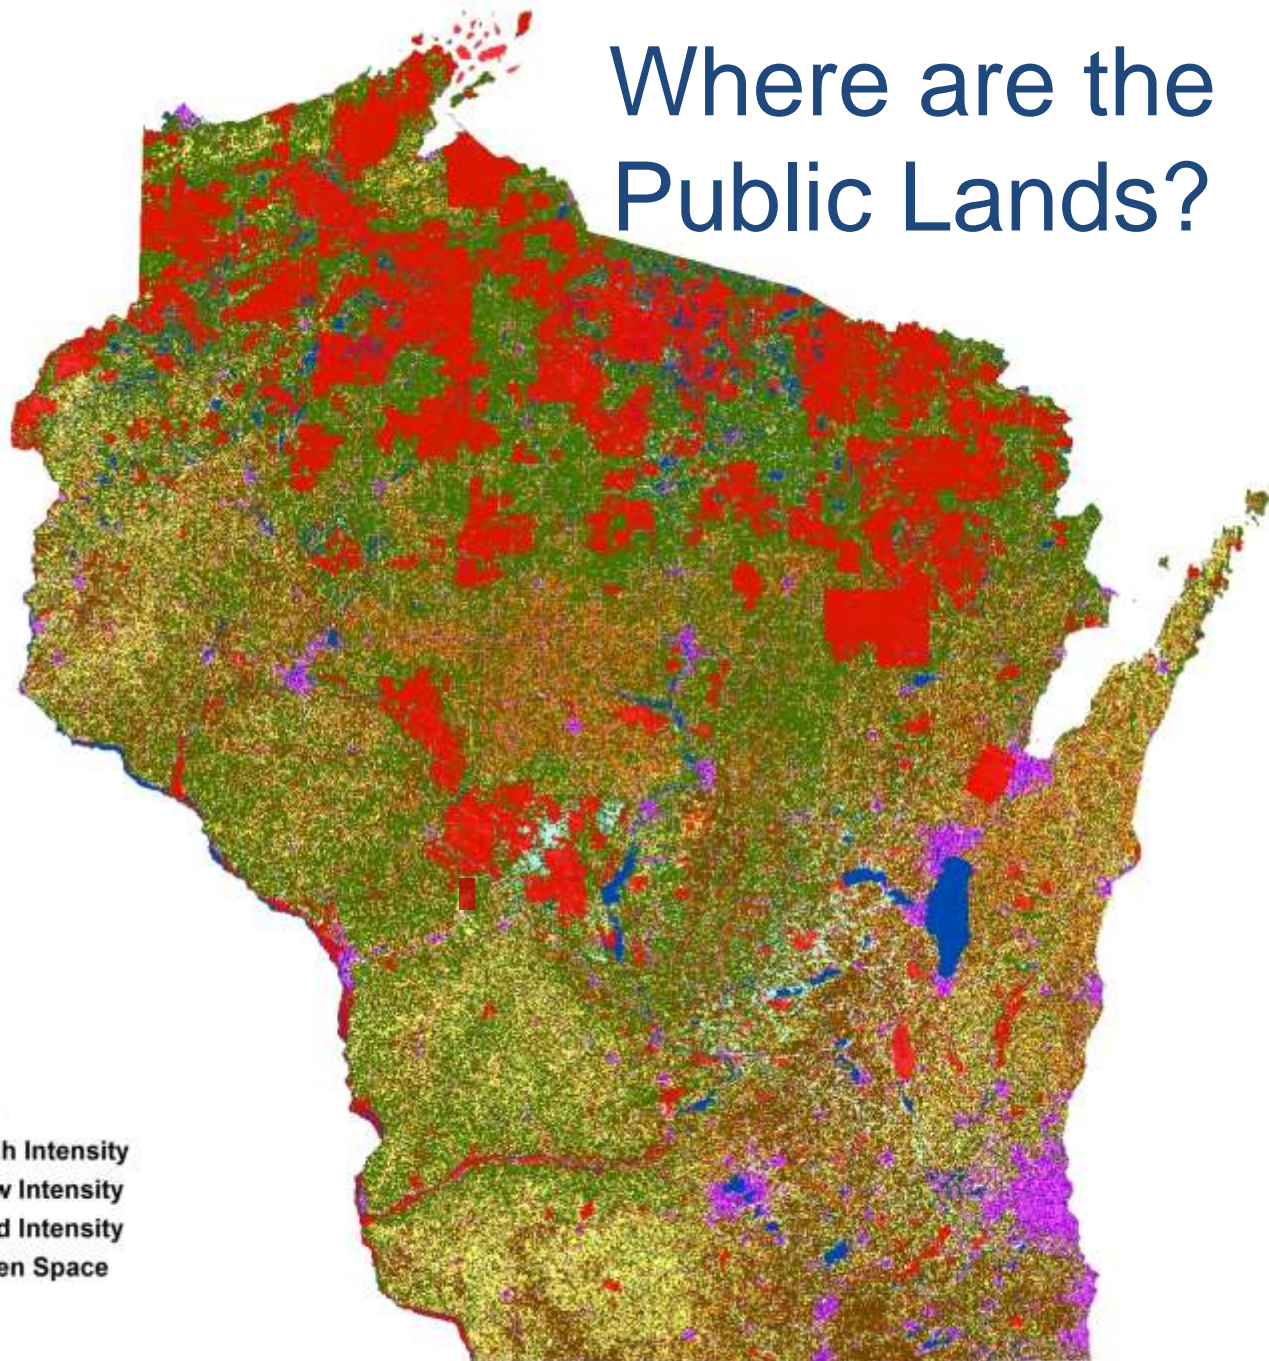 Where are the
Public Lands?
h Intensity
w Intensity
d Intensity
en Space